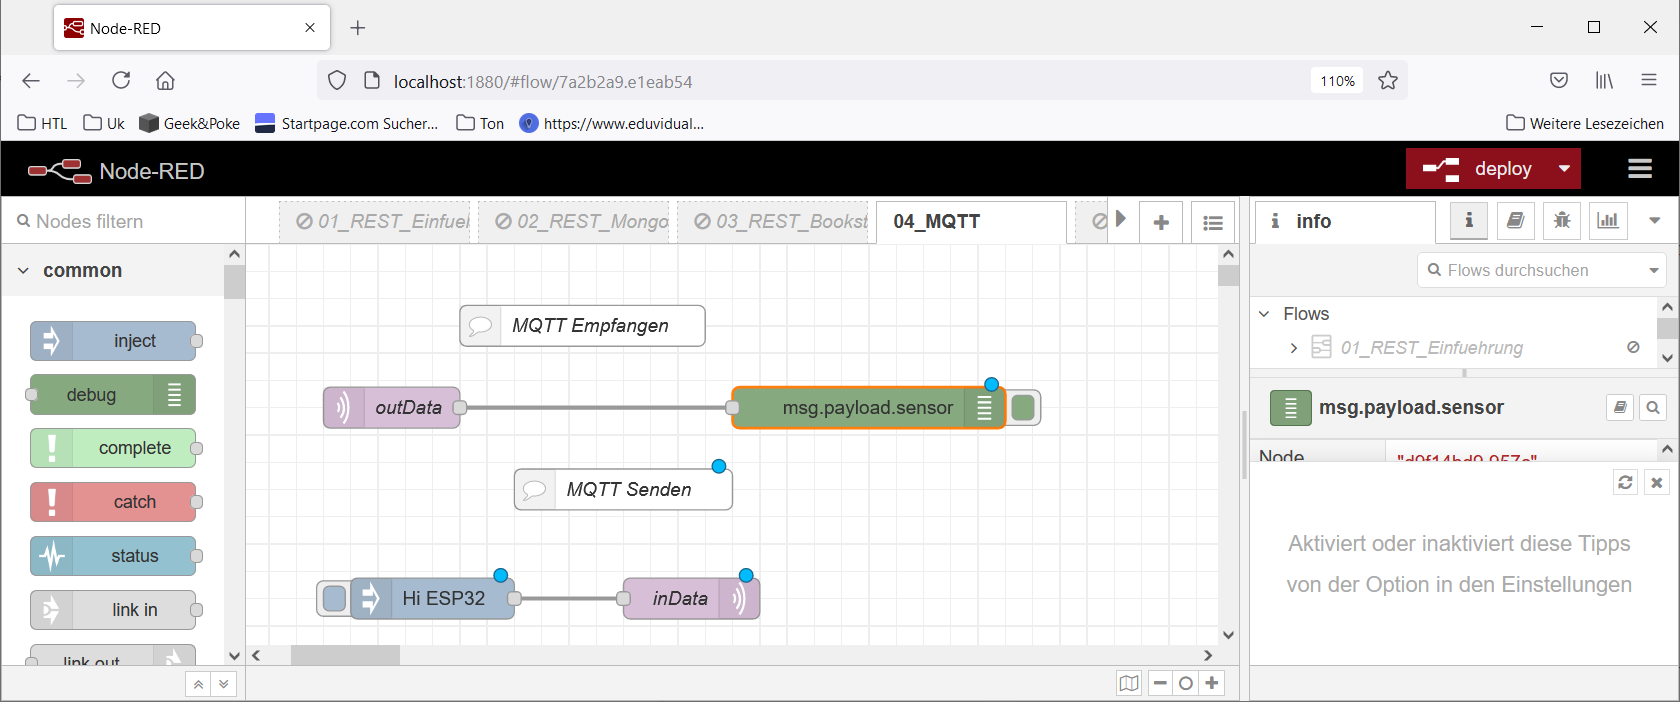 Node-RED
localhost:1880/#flow/7a2b2a9.e1eab54
110%
HTL
Uk
Geek&Poke
Startpage.com Sucher...
Ton
https://www.eduvidual...
Weitere Lesezeichen
Node-RED
deploy
Nodes filtern
01_REST_Einfuel
02_REST_Mongo
03_REST_Bookst
04_MQTT
info
common
inject
debug
complete
catch
status
link in
link out
MQTT Empfangen
outData
msg.payload.sensor
MQTT Senden
Hi ESP32
inData
Flows durchsuchen
Flows
01_REST_Einfuehrung
msg.payload.sensor
Node
Aktiviert oder inaktiviert diese Tipps
von der Option in den Einstellungen